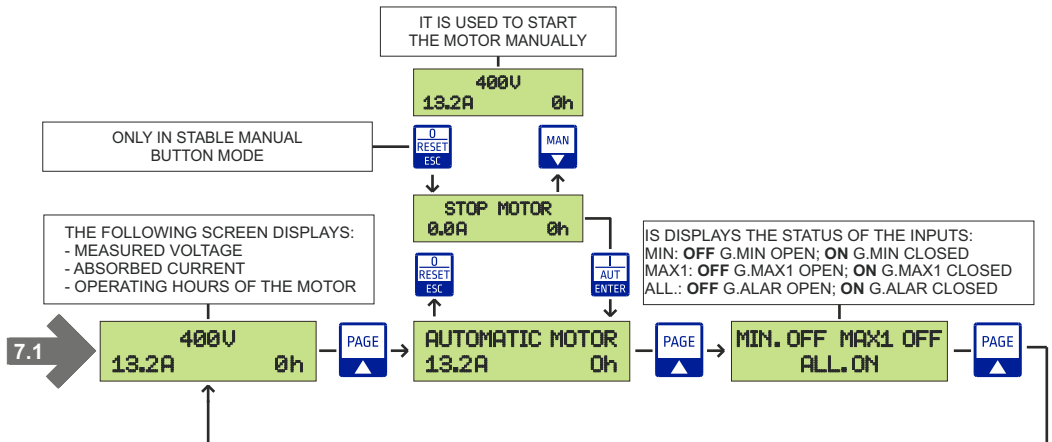 IT IS USED TO START
THE MOTOR MANUALLY
400V
13.2A 0h
ONLY IN STABLE MANUAL
BUTTON MODE
0
RESET
ESC
MAN
STOP MOTOR
0.0A 0h
THE FOLLOWING SCREEN DISPLAYS:
- MEASURED VOLTAGE
- ABSORBED CURRENT
- OPERATING HOURS OF THE MOTOR
0
RESET
ESC
I
AUT
ENTER
IS DISPLAYS THE STATUS OF THE INPUTS:
MIN: OFF G.MIN OPEN; ON G.MIN CLOSED
MAX1: OFF G.MAX1 OPEN; ON G.MAX1 CLOSED
ALL.: OFF G.ALAR OPEN; ON G.ALAR CLOSED
7.1
400V
13.2A 0h
PAGE
AUTOMATIC MOTOR
13.2A 0h
PAGE
MIN.OFF MAX1 OFF
ALL.ON
PAGE